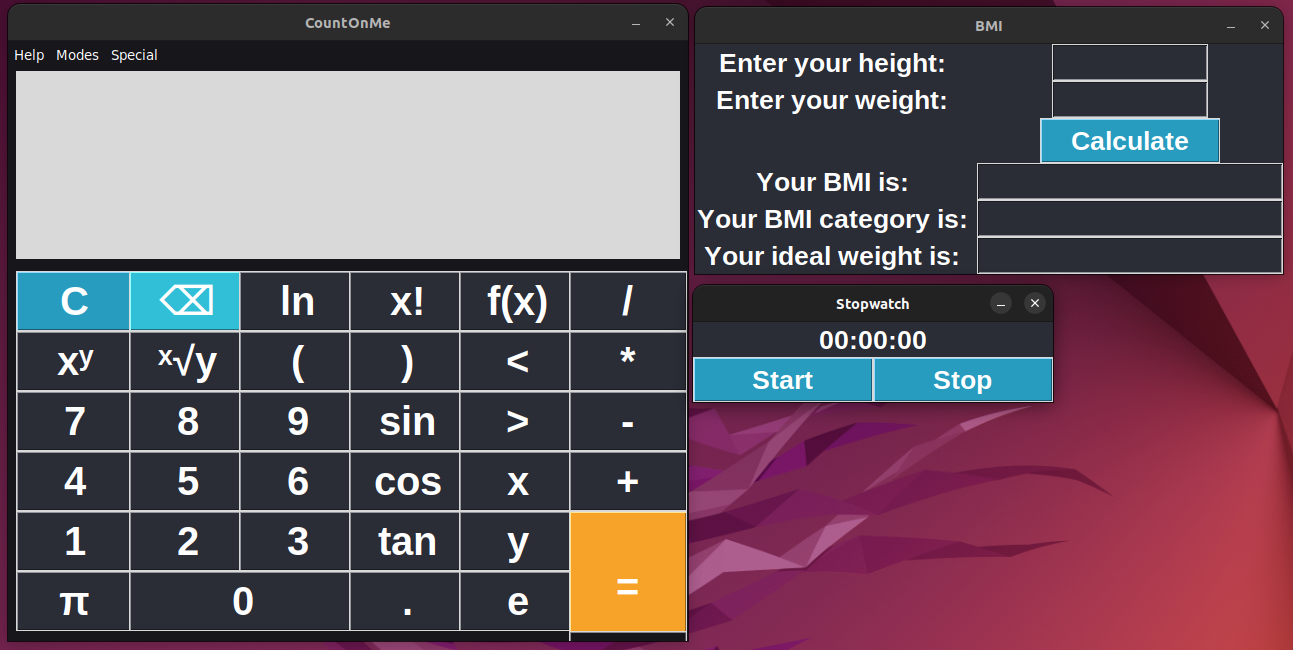 CountOnMe
Help Modes Special
C ⌫ ln x! f(x) /
xʸ ˣ√y ( ) < *
7 8 9 sin > -
4 5 6 cos x +
1 2 3 tan y
π 0 . e =
BMI
Enter your height:
Enter your weight:
Calculate
Your BMI is:
Your BMI category is:
Your ideal weight is:
Stopwatch
00:00:00
Start Stop